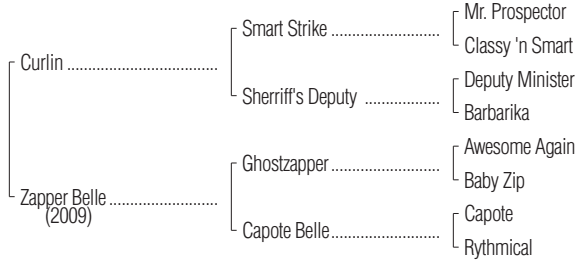 Mr. Prospector
Smart Strike ......................
Classy 'n Smart
Curlin ..............................
Deputy Minister
Sherriff's Deputy ...............
Barbarika
Awesome Again
Ghostzapper ......................
Baby Zip
Zapper Belle ......................
(2009)
Capote
Capote Belle ......................
Rythmical